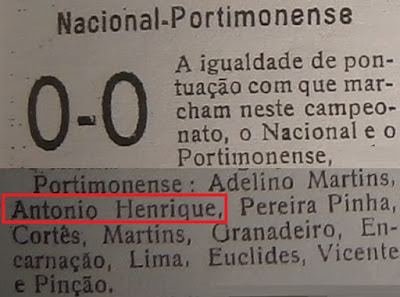 Nacional-Portimonense
0-0
A igualdade de pon-
tuação com que mar-
cham neste campeo-
nato, o Nacional e o
Portimonense,
Portimonense: Adelino Martins,
Antonio Henrique, Pereira Pinha,
Cortês, Martins, Granadeiro, En-
carnação, Lima, Euclides, Vicente
e Pinção.